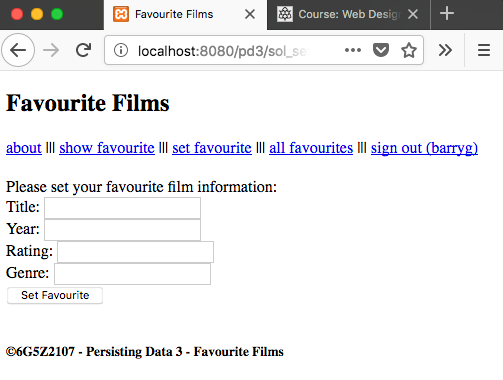 Favourite Films
Course: Web Desig
localhost:8080/pd3/sol_se
Favourite Films
about ||| show favourite ||| set favourite ||| all favourites ||| sign out (barryg)
Please set your favourite film information:
Title:
Year:
Rating:
Genre:
Set Favourite
©6G5Z2107 - Persisting Data 3 - Favourite Films